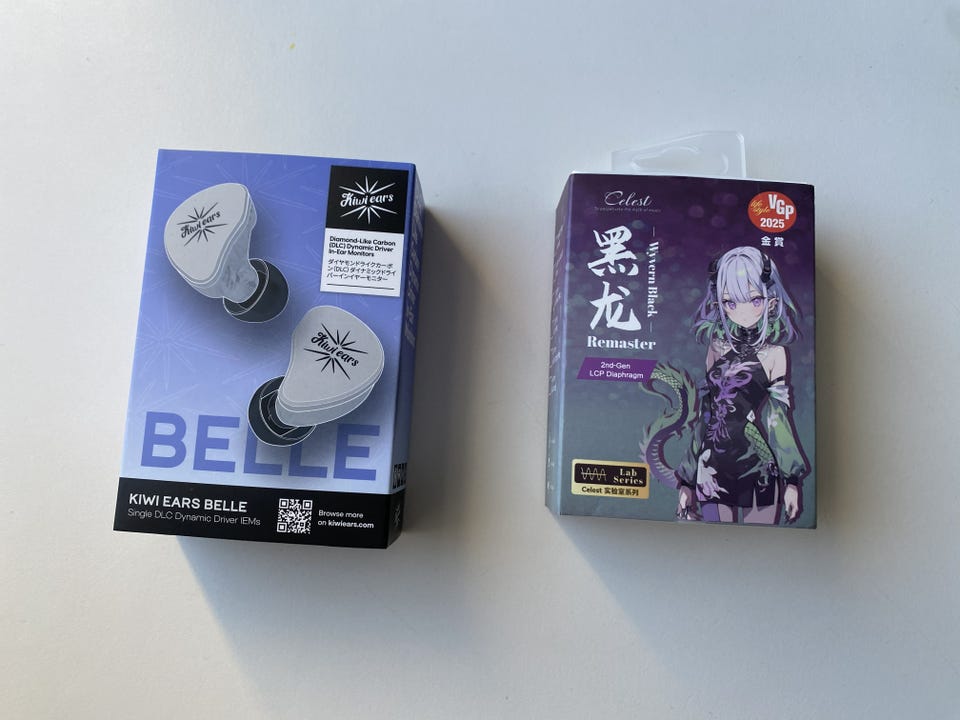 Kiwi ears
Kiwi ears
Diamond-Like Carbon
(DLC) Dynamic Driver
In-Ear Monitors
ダイヤモンドライクカーボ
ン(DLC)ダイナミックドライ
バーインイヤーモニター
Kiwi ears
BELLE
KIWI EARS BELLE
Single DLC Dynamic Driver IEMs
Browse more
on kiwiears.com
Celest
life style
VGP
2025
金賞
黑龙
Wyvern Black
Remaster
2nd-Gen
LCP Diaphragm
Lab
Series
Celest 实验室系列